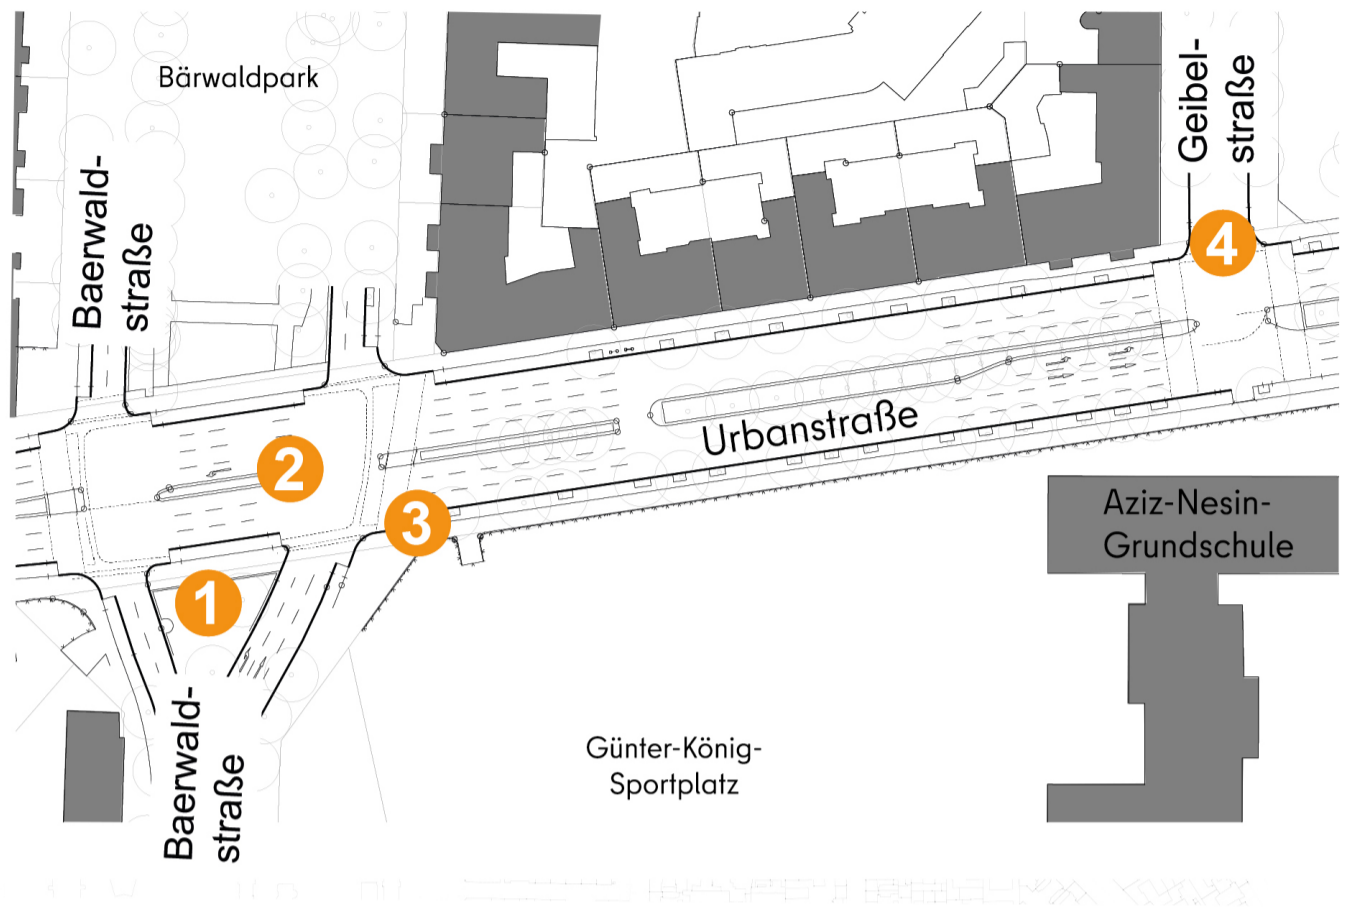 Bärwaldpark
Baerwald-
straße
Geibel-
straße
4
Urbanstraße
2
3
1
Aziz-Nesin-
Grundschule
Baerwald-
straße
Günter-König-
Sportplatz